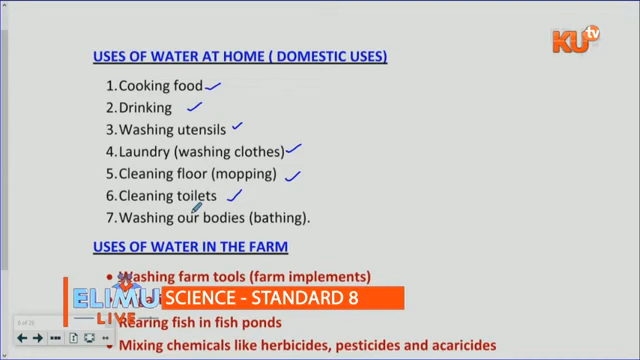 KU tv
USES OF WATER AT HOME ( DOMESTIC USES)
1. Cooking food
2. Drinking
3. Washing utensils
4. Laundry (washing clothes)
5. Cleaning floor (mopping)
6. Cleaning toilets
7. Washing our bodies (bathing).
USES OF WATER IN THE FARM
• Washing farm tools (farm implements)
ELIMU LIVE
SCIENCE - STANDARD 8
• Rearing fish in fish ponds
• Mixing chemicals like herbicides, pesticides and acaricides